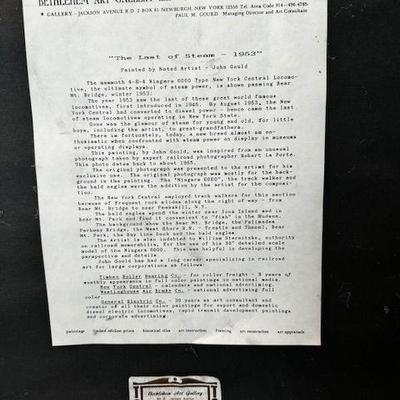 BETHLEHEM ART GALLERY
* GALLERY - JACKSON AVENUE R.D. 2 BOX 81 NEWBURGH, NEW YORK 12550 Tel. Area Code 914 - 496-4785
PAUL M. GOULD Managing Director and Art Consultant
"The Last of Steam - 1953"
Painted by Noted Artist - John Gould
The mammoth 4-8-4 Niagara 6000 Type New York Central Locomo-
tive, the ultimate symbol of steam power, is shown passing Bear
Mt. Bridge, winter 1953.
The year 1953 saw the last of these great world famous
locomotives, first introduced in 1945. By August 1953, the New
York Central had converted to diesel power - hence came the last
of steam locomotives operating in New York State.
Gone was the glamour of steam for young and old, for little
boys, including the artist, to great-grandfathers.
There is fortunately, today, a new breed almost as en-
thusiastic when confronted with steam power on display in museums
or operating railways.
This painting, by John Gould, was inspired from an unusual
photograph taken by expert railroad photographer Robert La Porte.
This photo dates back to about 1955.
The original photograph was presented to the artist for his
exclusive use. The original photograph was mostly for the back-
ground in the painting. The "Niagara 6000", the track walker and
the bald eagles were additions by the artist for the composi-
tion.
The New York Central employed track walkers for this section
because of frequent rock slides along the right of way - from
Bear Mt. Bridge to near Peekskill, N.Y.
The bald eagles spend the winter near Iona Island and in
Bear Mt. Park and find it convenient to "fish" in the Hudson.
The background shows the Bear Mt. Bridge, the Palisades
Parkway Bridge, the West Shore R.R. - Trestle and Tunnel, Bear
Mt. Park, the Bay line hook and the bald eagles.
The Artist is also indebted to William Sternitzke, authority
on railroad memorabilia, for the use of his 30" detailed scale
model of the Niagara 6000. This was helpful in developing the
perspective and details.
John Gould has had a long career specializing in railroad
art for large corporations as follows:
Timken Roller Bearing Co. - for roller freight - 8 years of
monthly appearance in full color paintings in national media.
New York Central - calendars and national advertising.
Westinghouse Air Brake Co. - national advertising full
color.
General Electric Co. - 30 years as art consultant and
creator of all their color paintings for export and domestic
diesel electric locomotives, rapid transit development paintings
and corporate advertising.
paintings limited edition prints historical tiles art instruction framing art restoration art appraisals
Bethlehem Art Gallery